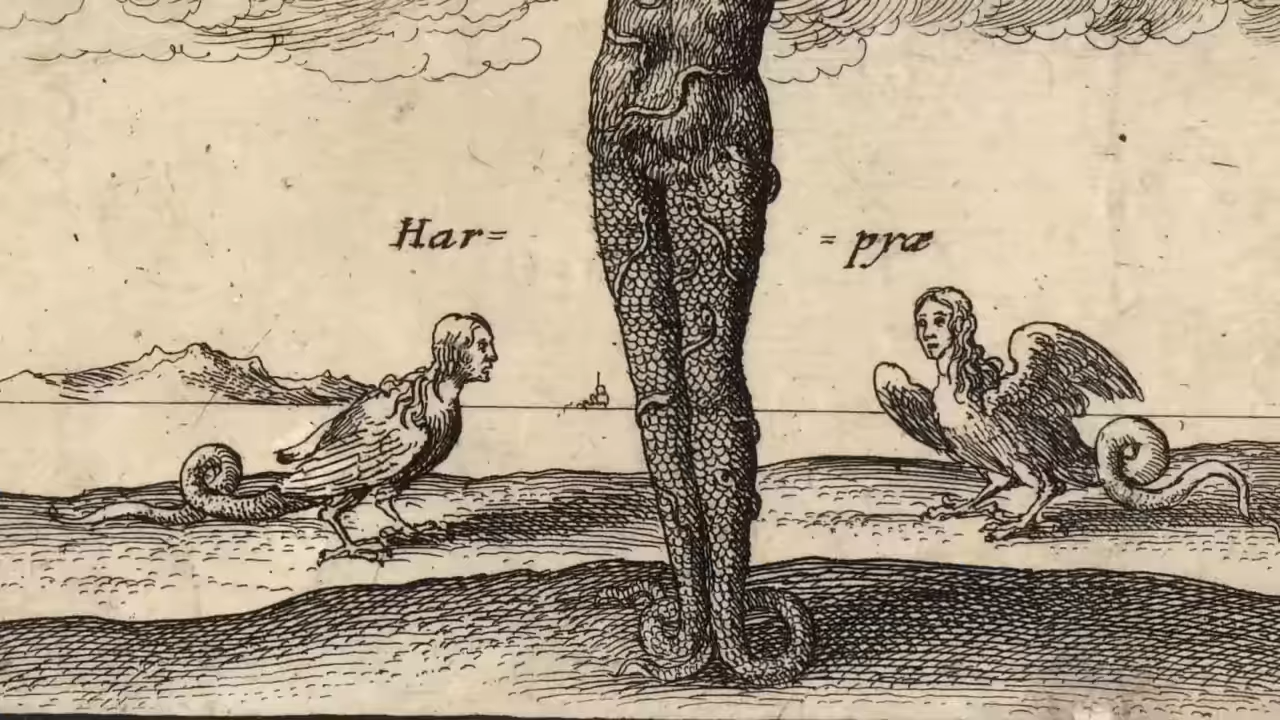 Har= = pyæ